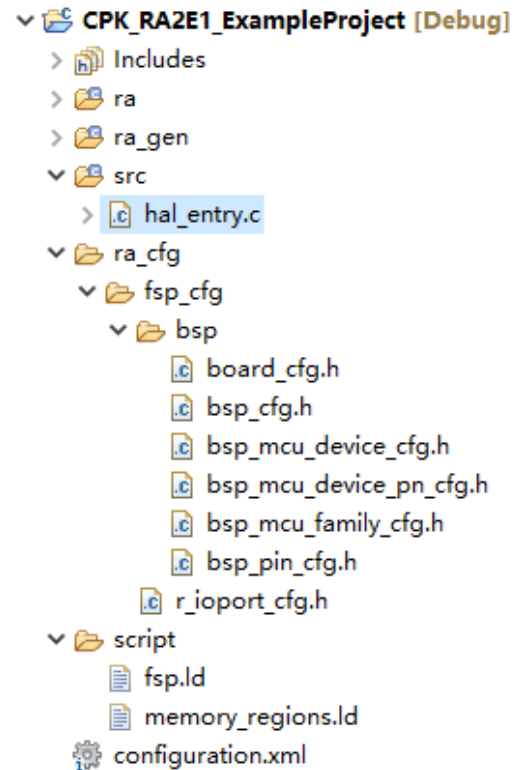 CPK_RA2E1_ExampleProject [Debug]
Includes
ra
ra_gen
src
hal_entry.c
ra_cfg
fsp_cfg
bsp
board_cfg.h
bsp_cfg.h
bsp_mcu_device_cfg.h
bsp_mcu_device_pn_cfg.h
bsp_mcu_family_cfg.h
bsp_pin_cfg.h
r_ioport_cfg.h
script
fsp.ld
memory_regions.ld
configuration.xml